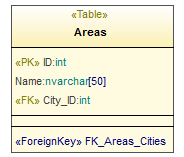 «Table»
Areas
«PK» ID:int
Name:nvarchar[50]
«FK» City_ID:int
«ForeignKey» FK_Areas_Cities